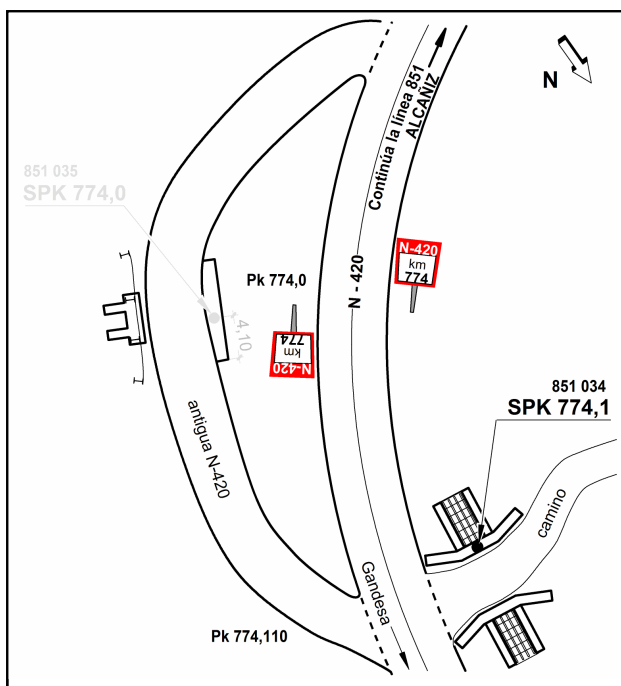 Continúa la línea 851
ALCAÑIZ
N
851 035
SPK 774,0
N-420
km
774
Pk 774,0
N - 420
4,10
N-420
km
774
851 034
SPK 774,1
antigua N-420
camino
Gandesa
Pk 774,110